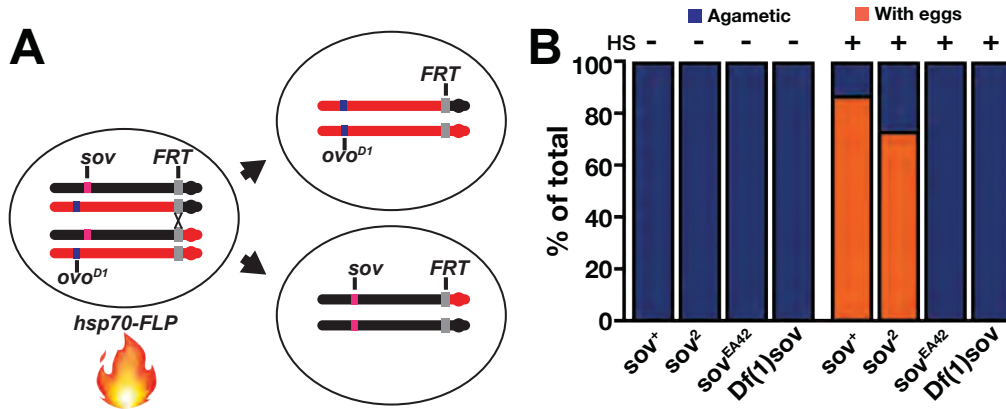 A
sov
FRT
ovoD1
hsp70-FLP
FRT
ovoD1
sov
FRT
B
Agametic
With eggs
HS - - - - + + + +
% of total
100
80
60
40
20
0
sov+
sov2
sovEA42
Df(1)sov
sov+
sov2
sovEA42
Df(1)sov